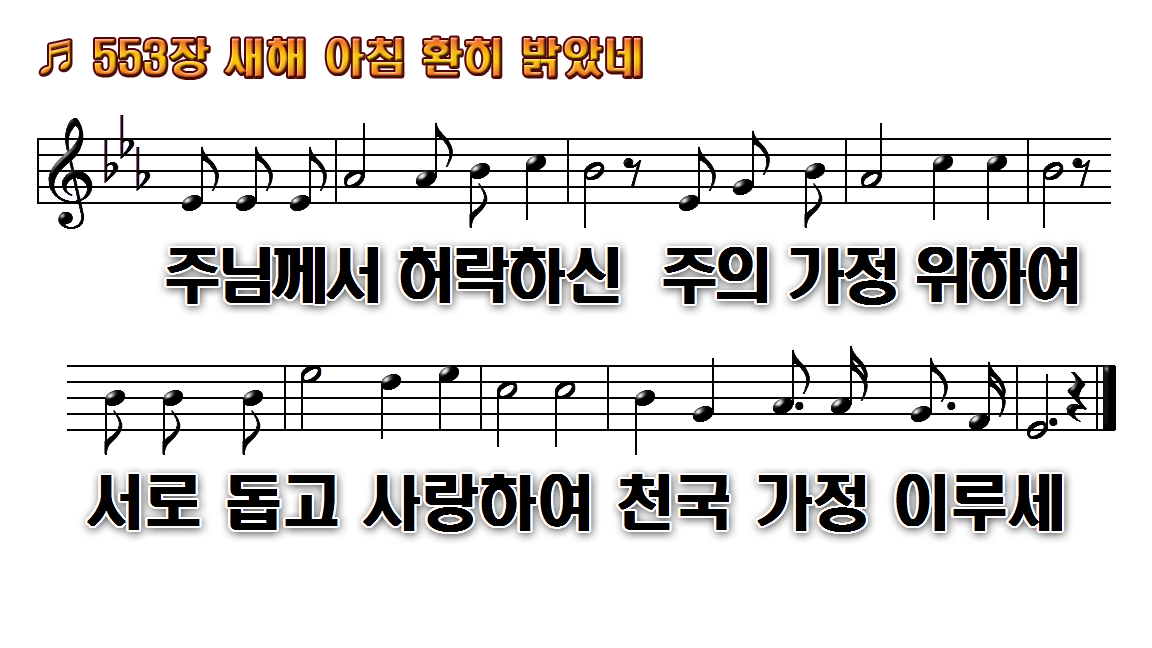 ♬ 553장 새해 아침 환히 밝았네
주님께서 허락하신 주의 가정 위하여
서로 돕고 사랑하여 천국 가정 이루세